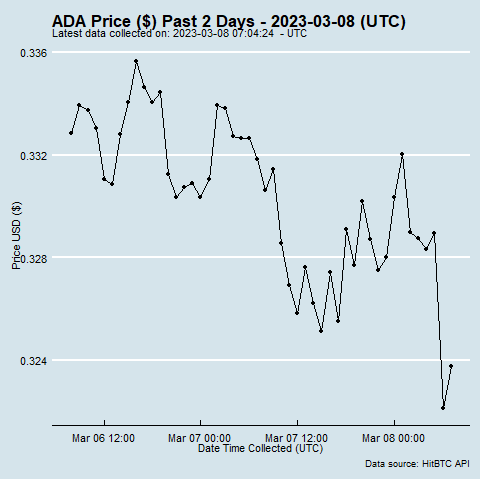 ADA Price ($) Past 2 Days - 2023-03-08 (UTC)
Latest data collected on: 2023-03-08 07:04:24 - UTC
0.336
0.332
0.328
0.324
Price USD ($)
Mar 06 12:00 Mar 07 00:00 Mar 07 12:00 Mar 08 00:00
Date Time Collected (UTC)
Data source: HitBTC API